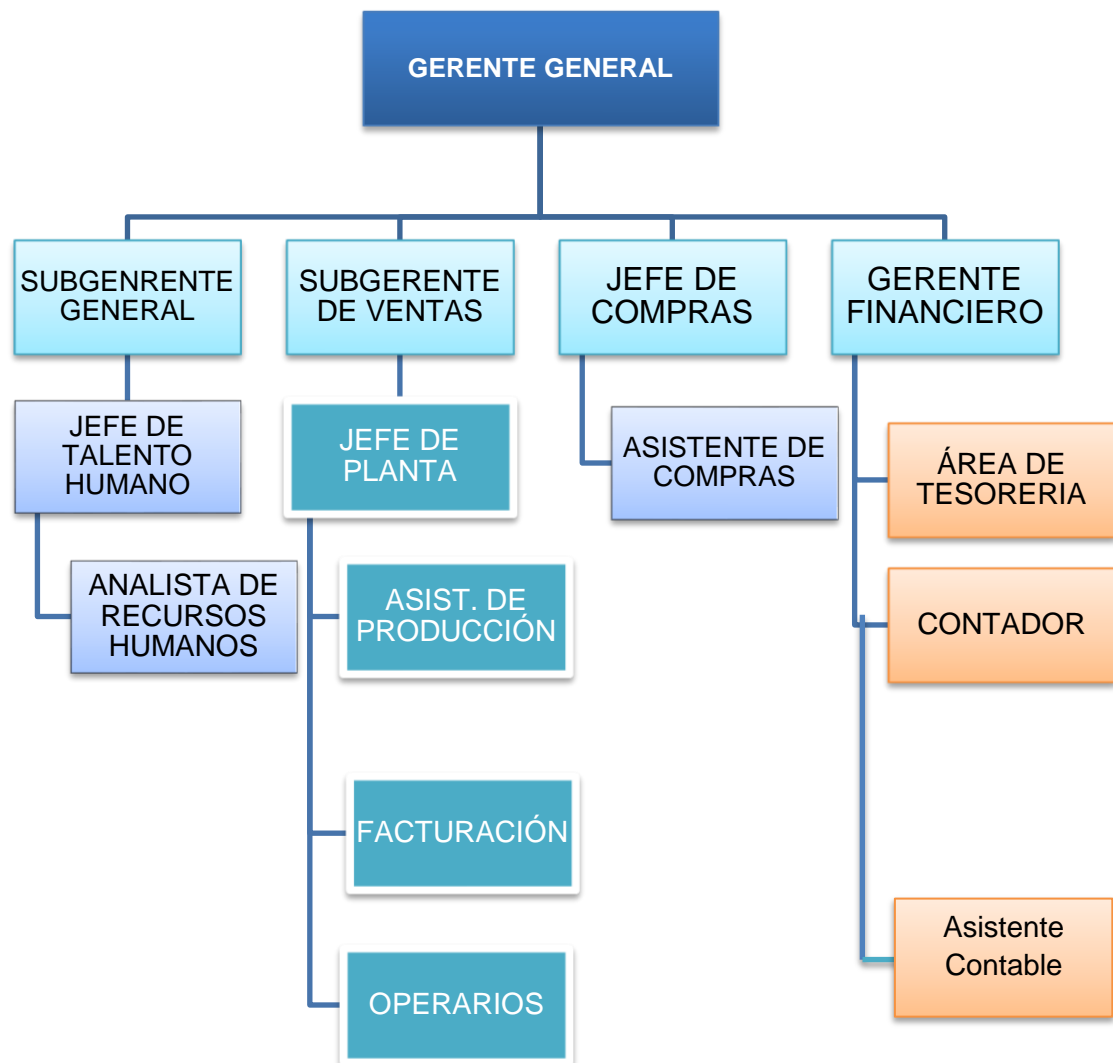 GERENTE GENERAL
SUBGENRENTE
GENERAL
SUBGERENTE
DE VENTAS
JEFE DE
COMPRAS
GERENTE
FINANCIERO
JEFE DE
TALENTO
HUMANO
ANALISTA DE
RECURSOS
HUMANOS
JEFE DE
PLANTA
ASIST. DE
PRODUCCIÓN
FACTURACIÓN
OPERARIOS
ASISTENTE DE
COMPRAS
ÁREA DE
TESORERIA
CONTADOR
Asistente
Contable